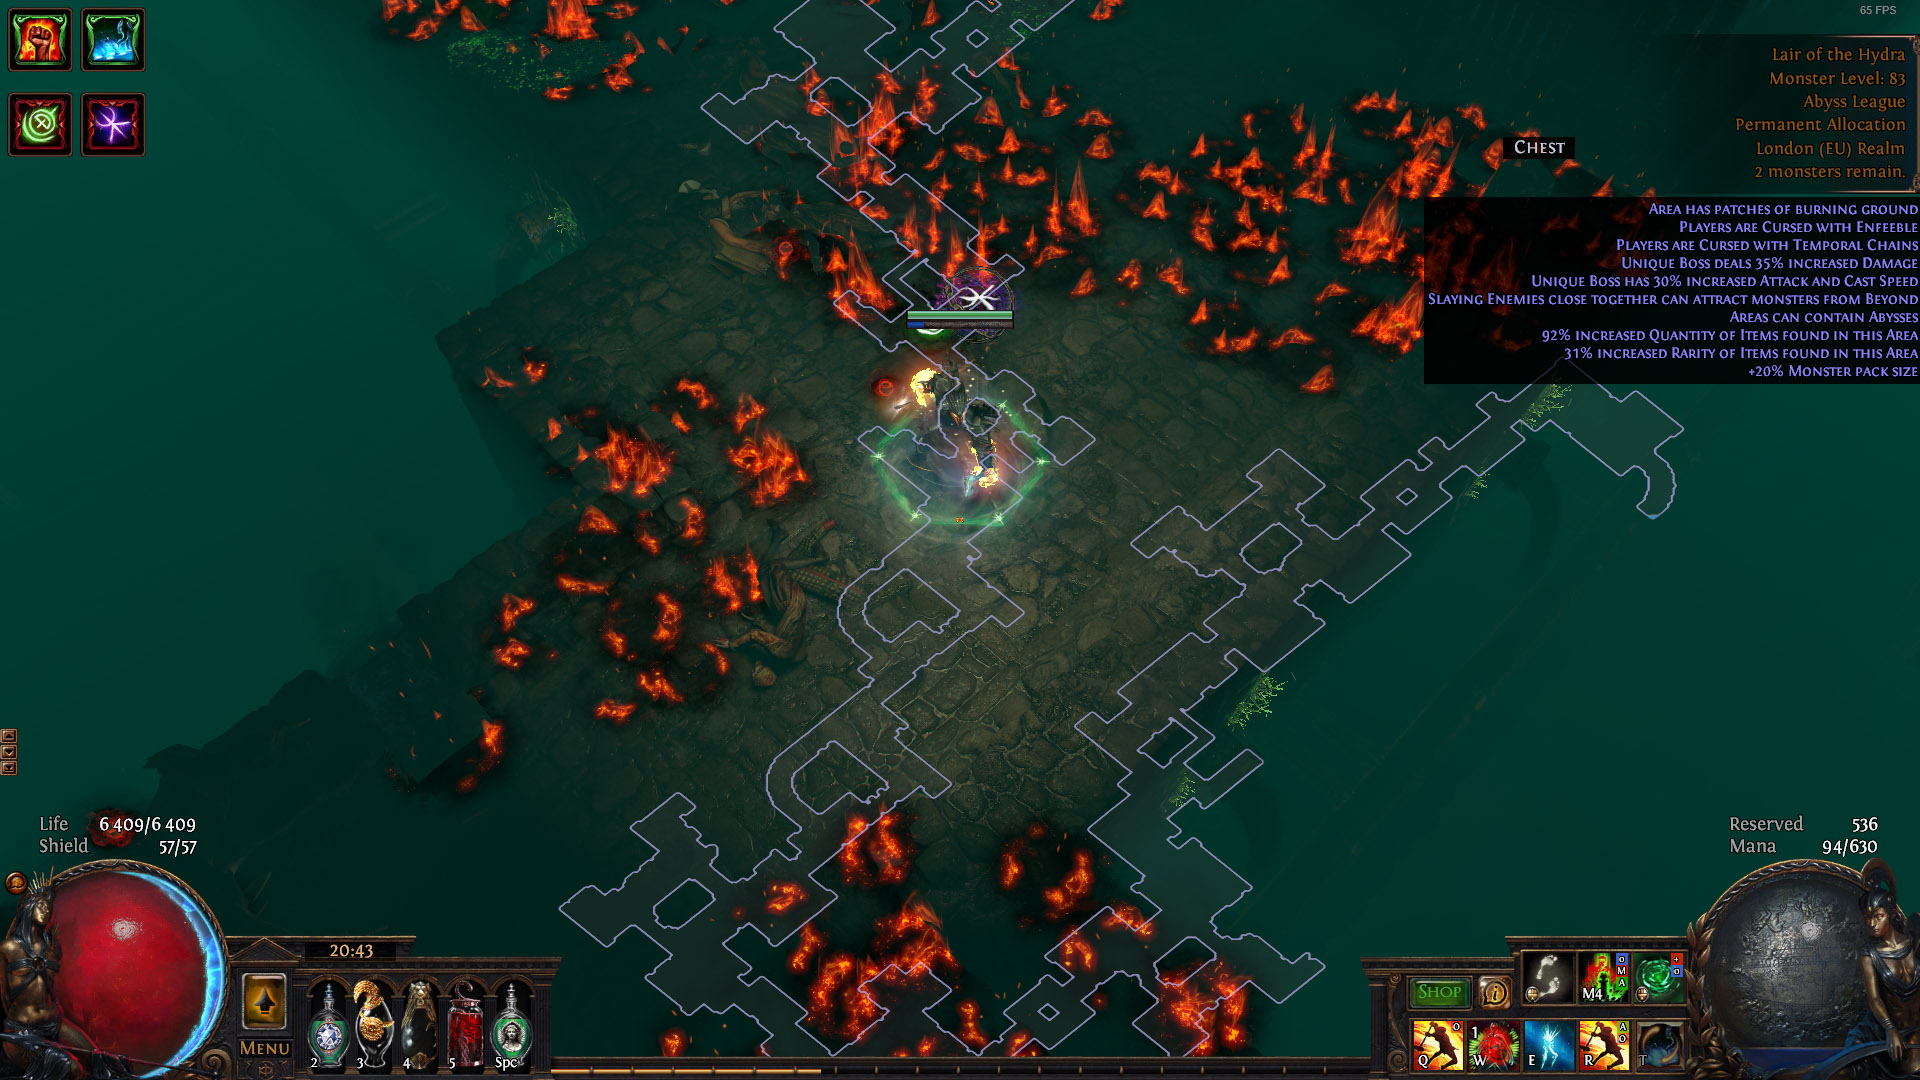 65 FPS
Lair of the Hydra
Monster Level: 83
Abyss League
Permanent Allocation
London (EU) Realm
2 monsters remain.
Chest
Area has patches of burning ground
Players are Cursed with Enfeeble
Players are Cursed with Temporal Chains
Unique Boss deals 35% increased Damage
Unique Boss has 30% increased Attack and Cast Speed
Slaying Enemies close together can attract monsters from Beyond
Areas can contain Abysses
92% increased Quantity of Items found in this Area
31% increased Rarity of Items found in this Area
+20% Monster pack size
Life 6 409/6 409
Shield 57/57
Reserved 536
Mana 94/630
20:43
Menu
2 3 4 5 Spc
Shop
M4
O
M
A
+
O
Q O
1
W
E
R A
O
T